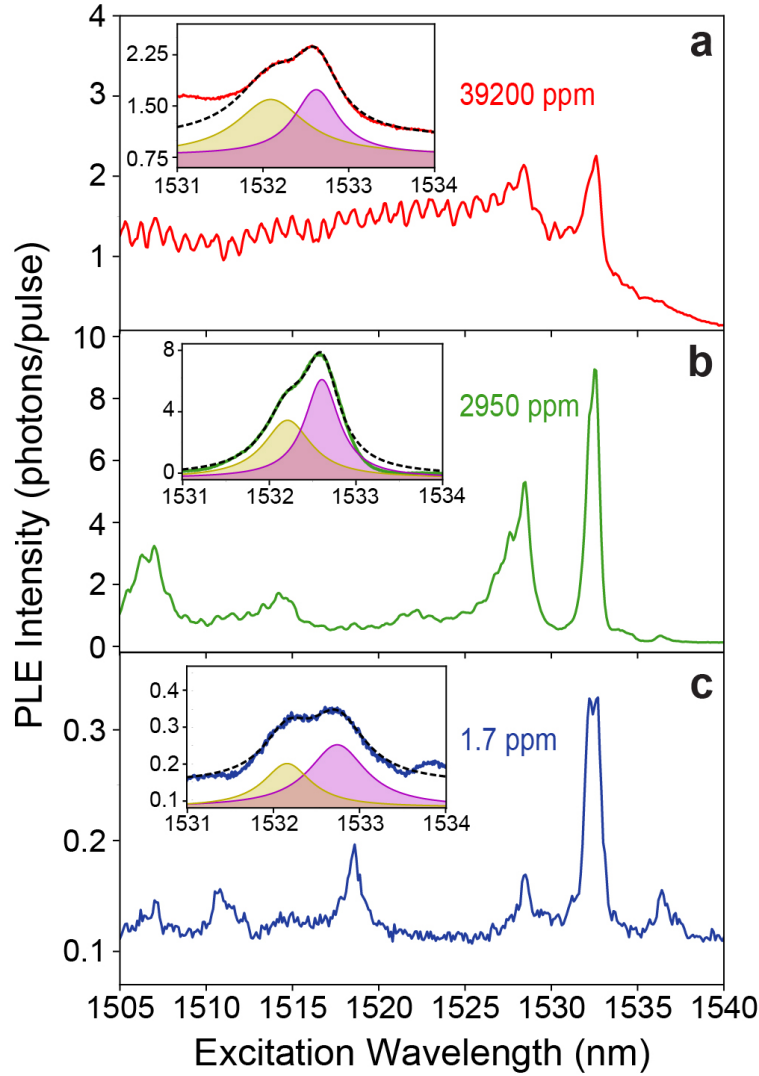 PLE Intensity (photons/pulse)
4
3
2
1
a
39200 ppm
2.25
1.50
0.75
1531 1532 1533 1534
10
8
6
4
2
0
b
2950 ppm
8
4
0
1531 1532 1533 1534
0.3
0.2
0.1
c
1.7 ppm
0.4
0.3
0.2
0.1
1531 1532 1533 1534
1505 1510 1515 1520 1525 1530 1535 1540
Excitation Wavelength (nm)